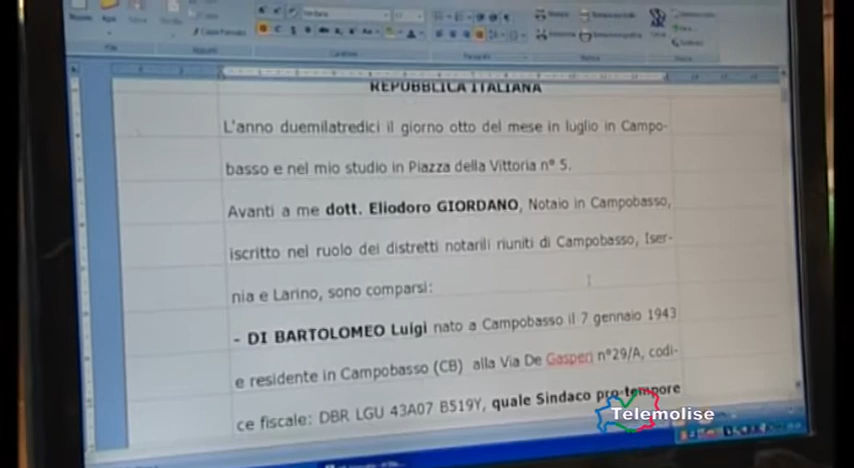 REPUBBLICA ITALIANA
L'anno duemilatredici il giorno otto del mese in luglio in Campo-
basso e nel mio studio in Piazza della Vittoria n° 5.
Avanti a me dott. Eliodoro GIORDANO, Notaio in Campobasso,
iscritto nel ruolo dei distretti notarili riuniti di Campobasso, Iser-
nia e Larino, sono comparsi:
- DI BARTOLOMEO Luigi nato a Campobasso il 7 gennaio 1943
e residente in Campobasso (CB) alla Via De Gasperi n°29/A, codi-
ce fiscale: DBR LGU 43A07 B519Y, quale Sindaco pro-tempore
Telemolise